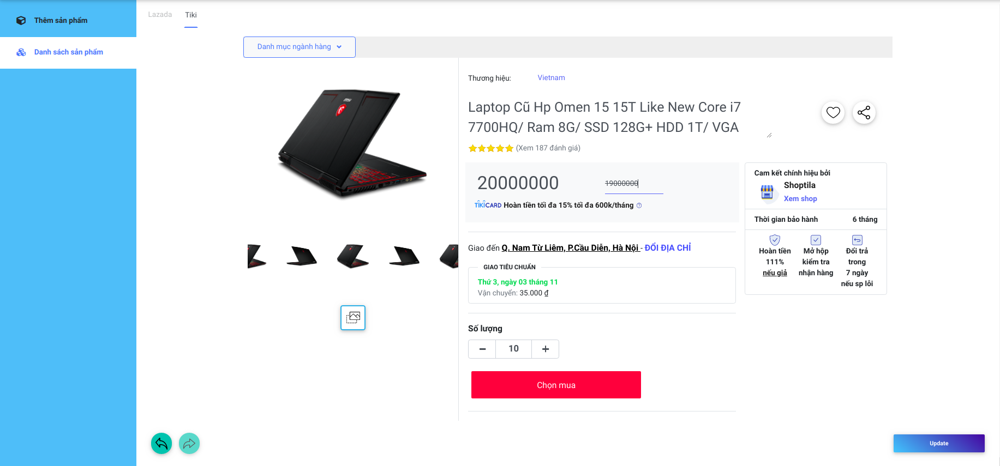 Thêm sản phẩm
Danh sách sản phẩm
Lazada Tiki
Danh mục ngành hàng
Thương hiệu: Vietnam
Laptop Cũ Hp Omen 15 15T Like New Core i7
7700HQ/ Ram 8G/ SSD 128G+ HDD 1T/ VGA
(Xem 187 đánh giá)
20000000 19000000
TIKICARD Hoàn tiền tối đa 15% tối đa 600k/tháng
Giao đến Q. Nam Từ Liêm, P.Cầu Diễn, Hà Nội - ĐỔI ĐỊA CHỈ
GIAO TIÊU CHUẨN
Thứ 3, ngày 03 tháng 11
Vận chuyển: 35.000 ₫
Số lượng
10
Chọn mua
Cam kết chính hiệu bởi
Shoptila
Xem shop
Thời gian bảo hành 6 tháng
Hoàn tiền
111%
nếu giả
Mở hộp
kiểm tra
nhận hàng
Đổi trả
trong
7 ngày
nếu sp lỗi
Update
msi